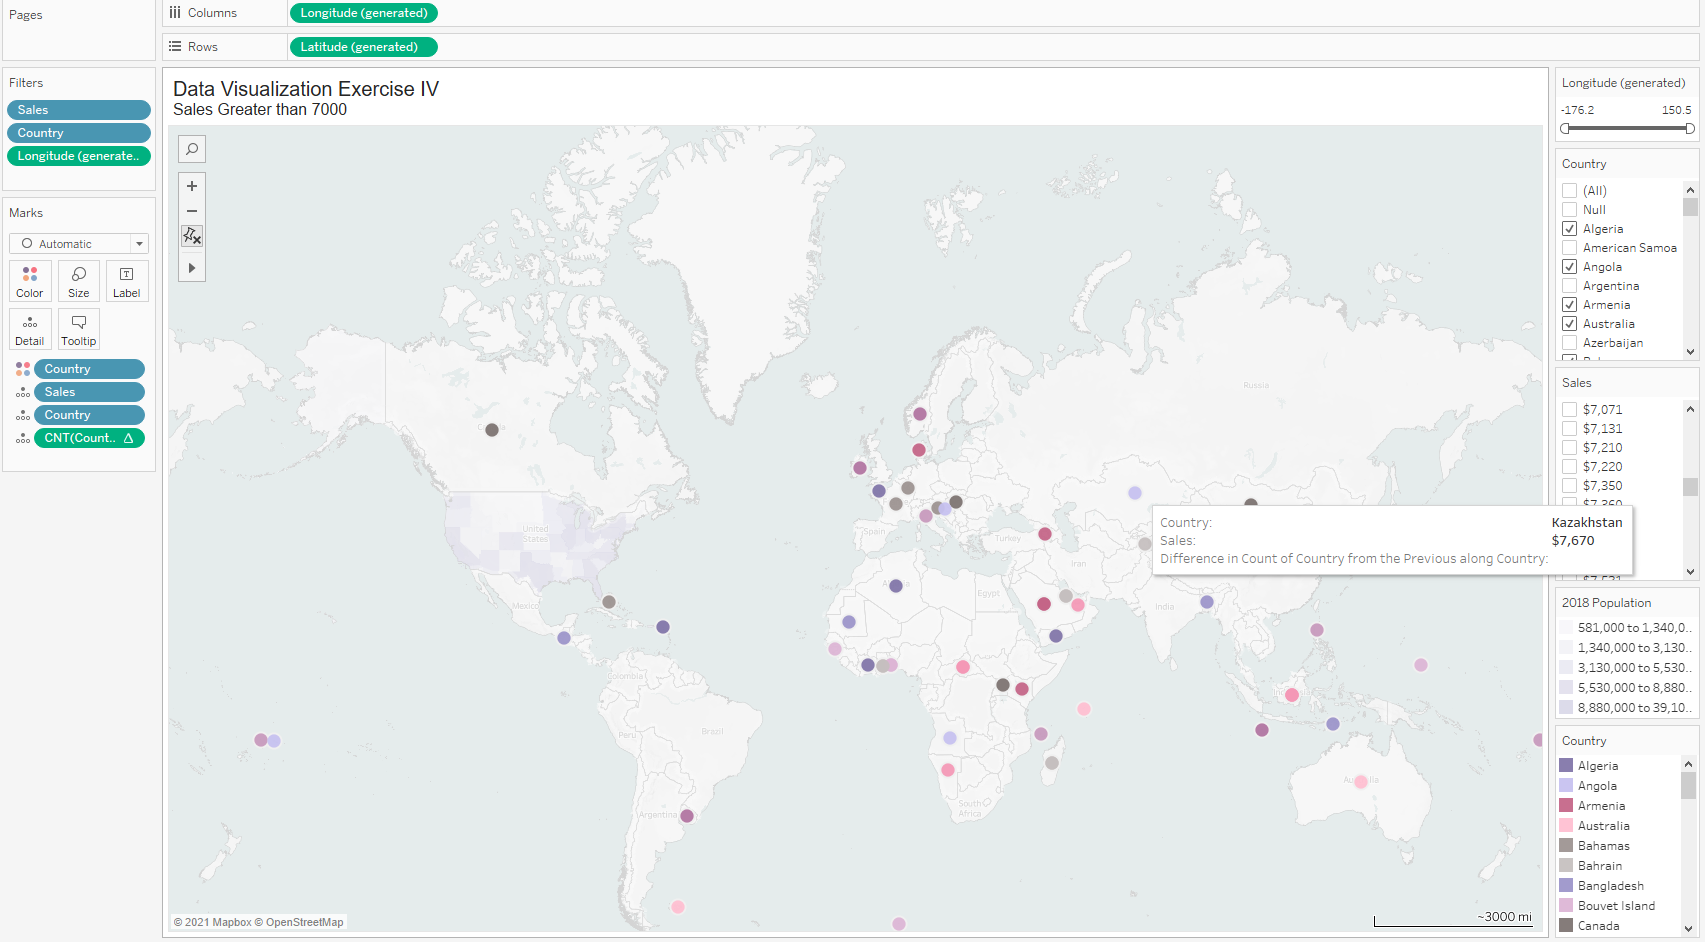 Pages
Columns
Longitude (generated)
Rows
Latitude (generated)
Filters
Sales
Country
Longitude (generate..
Marks
Automatic
Color
Size
Label
Detail
Tooltip
Country
Sales
Country
CNT(Count..
Data Visualization Exercise IV
Sales Greater than 7000
Russia
United
States
Spain
Turkey
Iran
Egypt
India
Mexico
Colombia
Peru
Brazil
Argentina
South
Africa
Country: Kazakhstan
Sales: $7,670
Difference in Count of Country from the Previous along Country:
© 2021 Mapbox © OpenStreetMap
~3000 mi
Longitude (generated)
-176.2 150.5
Country
(All)
Null
Algeria
American Samoa
Angola
Argentina
Armenia
Australia
Azerbaijan
Sales
$7,071
$7,131
$7,210
$7,220
$7,350
2018 Population
581,000 to 1,340,0..
1,340,000 to 3,130..
3,130,000 to 5,530..
5,530,000 to 8,880..
8,880,000 to 39,10..
Country
Algeria
Angola
Armenia
Australia
Bahamas
Bahrain
Bangladesh
Bouvet Island
Canada